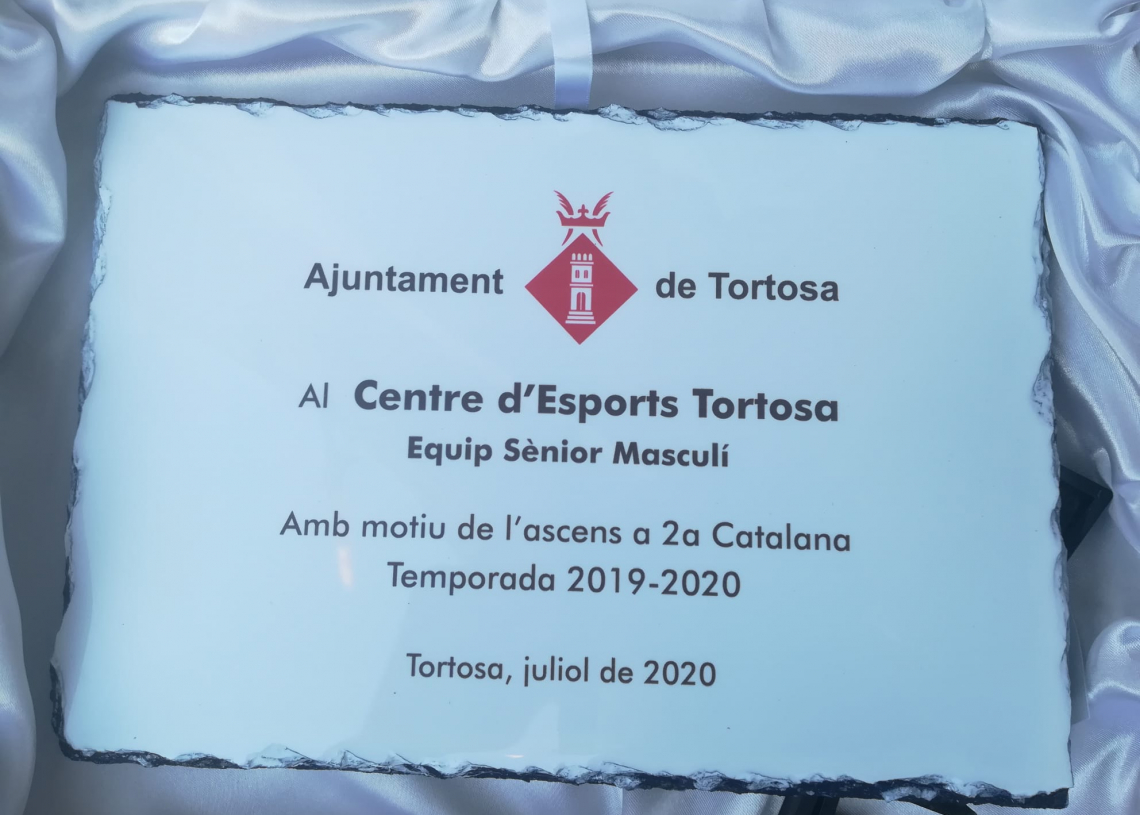 Ajuntament de Tortosa
Al Centre d'Esports Tortosa
Equip Sènior Masculí
Amb motiu de l'ascens a 2a Catalana
Temporada 2019-2020
Tortosa, juliol de 2020